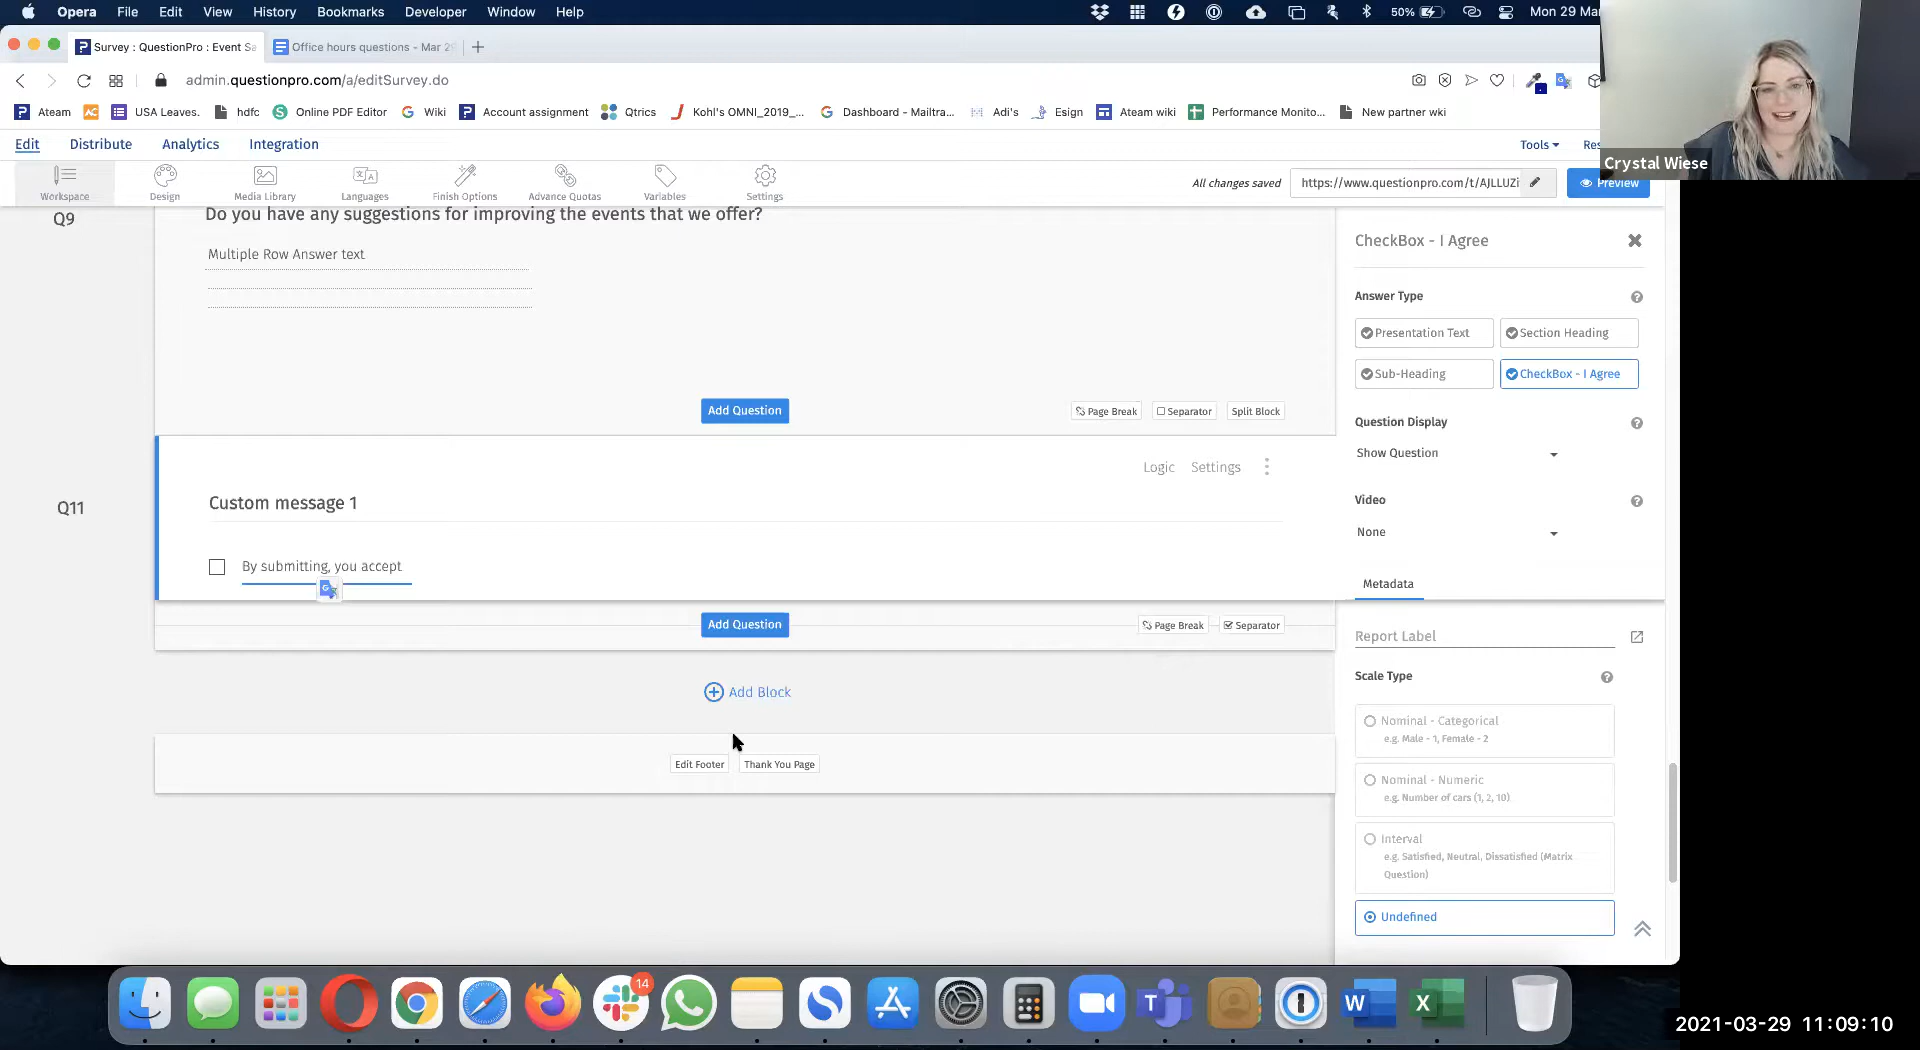 Opera File Edit View History Bookmarks Developer Window Help
50% Mon 29 Mar
Survey : QuestionPro : Event Sa
Office hours questions - Mar 29
admin.questionpro.com/a/editSurvey.do
Ateam
USA Leaves.
hdfc
Online PDF Editor
Wiki
Account assignment
Qtrics
Kohl's OMNI_2019_...
Dashboard - Mailtra...
Adi's
Esign
Ateam wiki
Performance Monito...
New partner wki
Crystal Wiese
Edit Distribute Analytics Integration
Tools
Workspace Design Media Library Languages Finish Options Advance Quotas Variables Settings
All changes saved
https://www.questionpro.com/t/AJLLUZi
Preview
Q9
Do you have any suggestions for improving the events that we offer?
Multiple Row Answer text
Add Question
Page Break Separator Split Block
Logic Settings
Q11
Custom message 1
By submitting, you accept
Add Question
Page Break Separator
Add Block
Edit Footer Thank You Page
CheckBox - I Agree
Answer Type
Presentation Text
Section Heading
Sub-Heading
CheckBox - I Agree
Question Display
Show Question
Video
None
Metadata
Report Label
Scale Type
Nominal - Categorical
e.g. Male - 1, Female - 2
Nominal - Numeric
e.g. Number of cars (1, 2, 10)
Interval
e.g. Satisfied, Neutral, Dissatisfied (Matrix
Question)
Undefined
14
2021-03-29 11:09:10